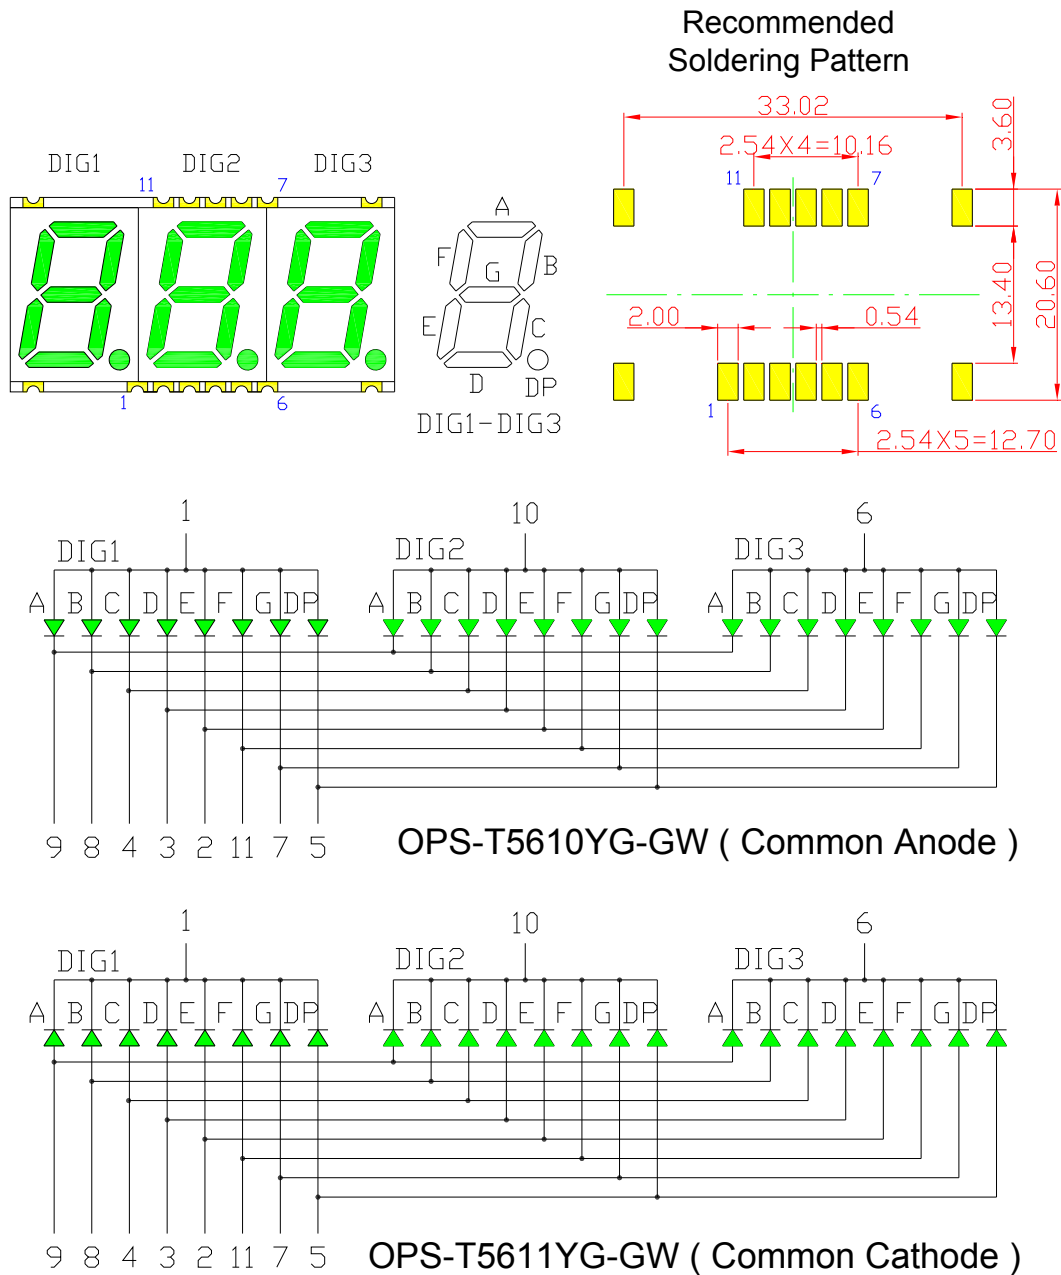 Recommended
Soldering Pattern
33.02
3.60
2.54X4=10.16
DIG1 DIG2 DIG3
11 7
11 7
A
F G B
E C
D DP
DIG1-DIG3
2.00 0.54
13.40
20.60
1 6
1 6
2.54X5=12.70
1 10 6
DIG1 DIG2 DIG3
A B C D E F G DP A B C D E F G DP A B C D E F G DP
9 8 4 3 2 11 7 5
OPS-T5610YG-GW ( Common Anode )
1 10 6
DIG1 DIG2 DIG3
A B C D E F G DP A B C D E F G DP A B C D E F G DP
9 8 4 3 2 11 7 5
OPS-T5611YG-GW ( Common Cathode )